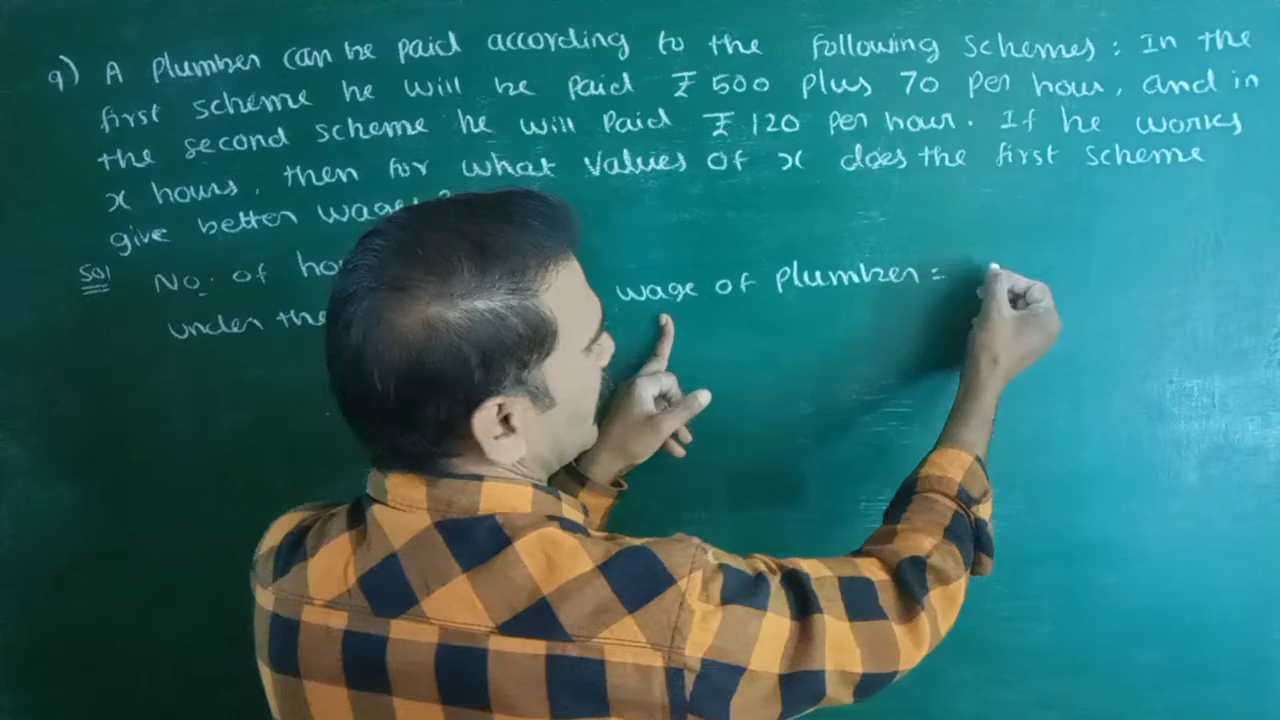 9) A Plumber can be paid according to the following schemes: In the
first scheme he will be paid ₹ 500 plus 70 per hour, and in
the second scheme he will Paid ₹ 120 per hour. If he works
x hours, then for what values of x does the first scheme
give better wages?
Sol No. of wage of plumber =
under the